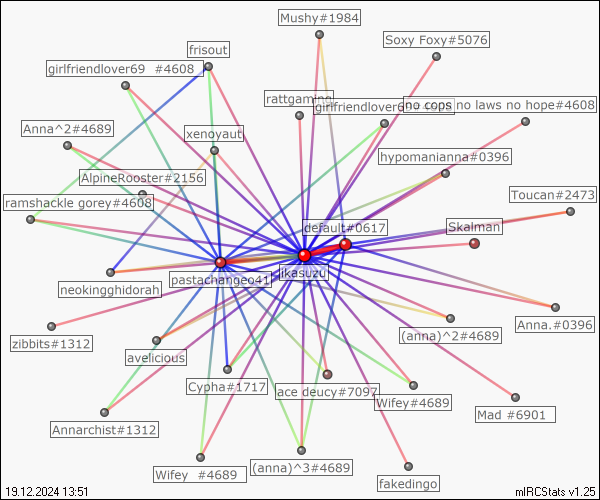 Mushy#1984
Soxy Foxy#5076
frisout
girlfriendlover69 #4608
rattgaming
girlfriendlover69
no cops no laws no hope#4608
Anna^2#4689
xenoyaut
hypomanianna#0396
AlpineRooster#2156
Toucan#2473
ramshackle gorey#4608
default#0617
Skalman
pastachangeo41
ikasuzu
neokingghidorah
Anna.#0396
(anna)^2#4689
zibbits#1312
avelicious
Cypha#1717
ace deucy#7097
Wifey#4689
Mad #6901
Annarchist#1312
Wifey #4689
(anna)^3#4689
fakedingo
19.12.2024 13:51
mIRCStats v1.25